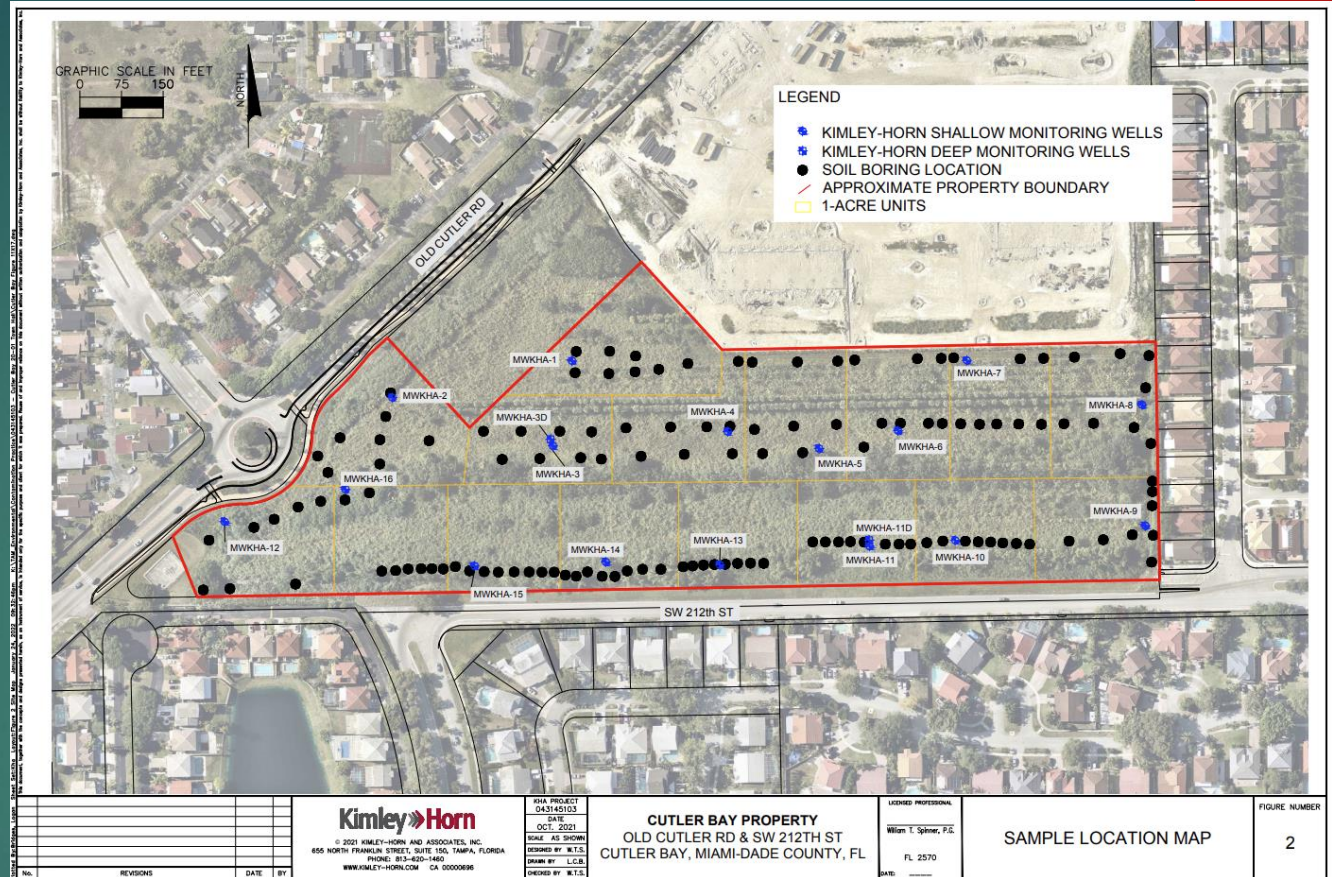 GRAPHIC SCALE IN FEET
0 75 150
NORTH
OLD CUTLER RD
LEGEND
KIMLEY-HORN SHALLOW MONITORING WELLS
KIMLEY-HORN DEEP MONITORING WELLS
SOIL BORING LOCATION
APPROXIMATE PROPERTY BOUNDARY
1-ACRE UNITS
MWKHA-1
MWKHA-7
MWKHA-2
MWKHA-8
MWKHA-3D
MWKHA-4
MWKHA-6
MWKHA-5
MWKHA-3
MWKHA-16
MWKHA-9
MWKHA-11D
MWKHA-13
MWKHA-12
MWKHA-14
MWKHA-10
MWKHA-11
MWKHA-15
SW 212th ST
No. REVISIONS DATE BY
Kimley»Horn
© 2021 KIMLEY-HORN AND ASSOCIATES, INC.
655 NORTH FRANKLIN STREET, SUITE 150, TAMPA, FLORIDA
PHONE: 813-620-1460
WWW.KIMLEY-HORN.COM CA 00000696
KHA PROJECT
043145103
DATE
OCT. 2021
SCALE AS SHOWN
DESIGNED BY W.T.S.
DRAWN BY L.C.B.
CHECKED BY W.T.S.
CUTLER BAY PROPERTY
OLD CUTLER RD & SW 212TH ST
CUTLER BAY, MIAMI-DADE COUNTY, FL
LICENSED PROFESSIONAL
William T. Spinner, P.G.
FL 2570
DATE:
SAMPLE LOCATION MAP
FIGURE NUMBER
2